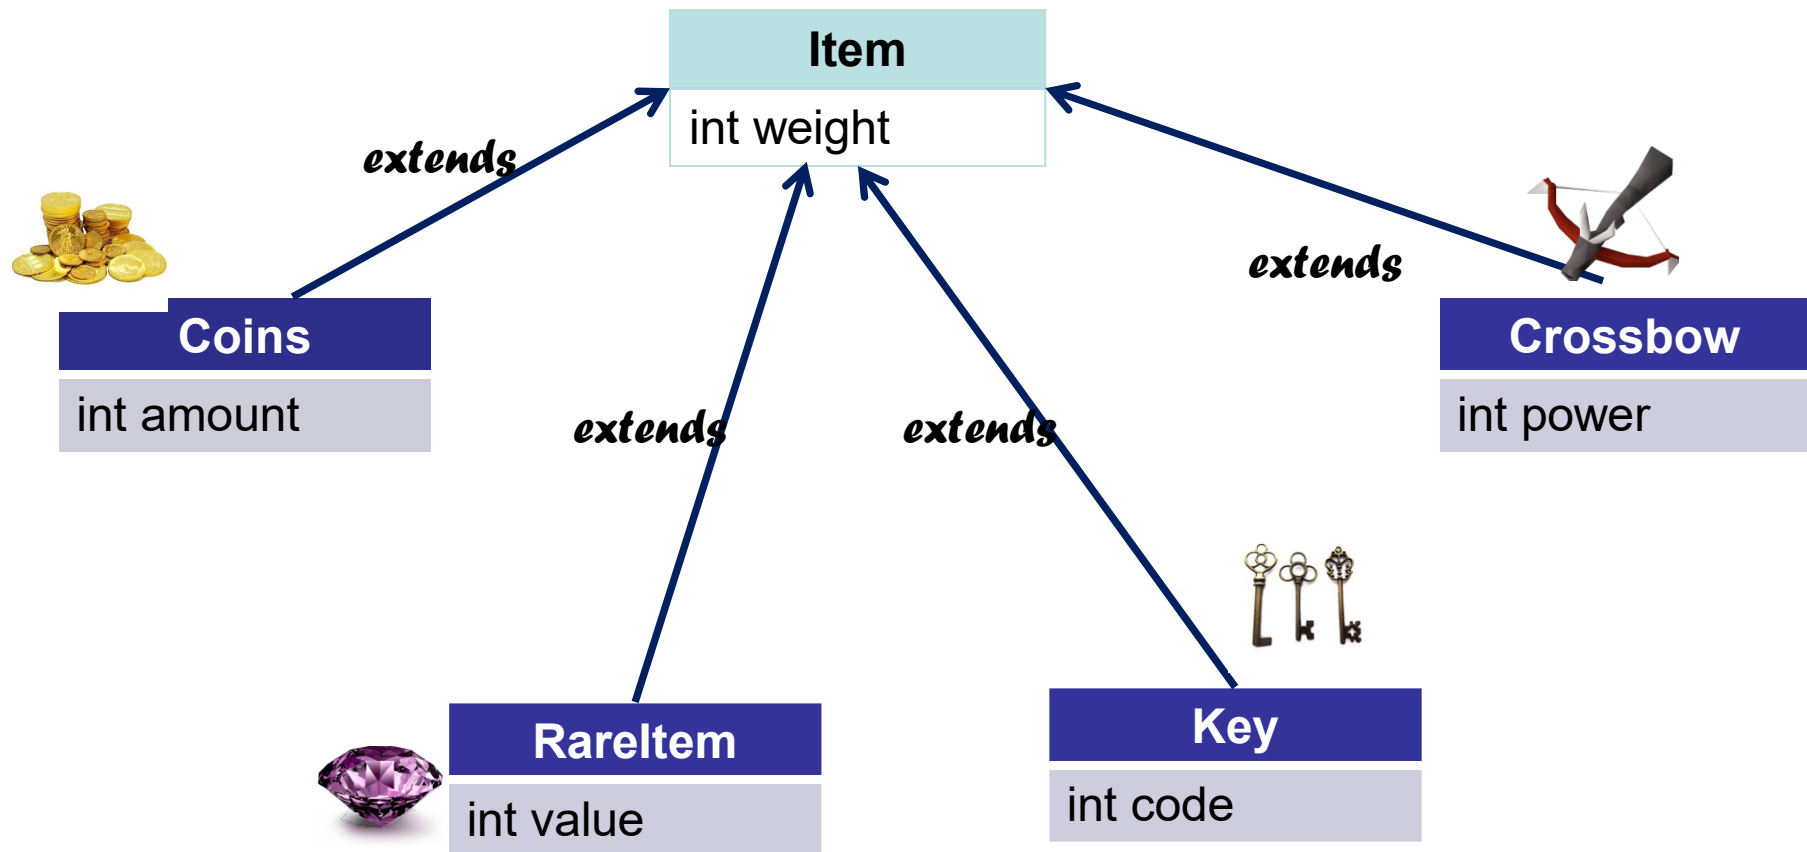 Item
int weight
extends
extends
Coins
int amount
Crossbow
int power
extends
extends
RareItem
int value
Key
int code